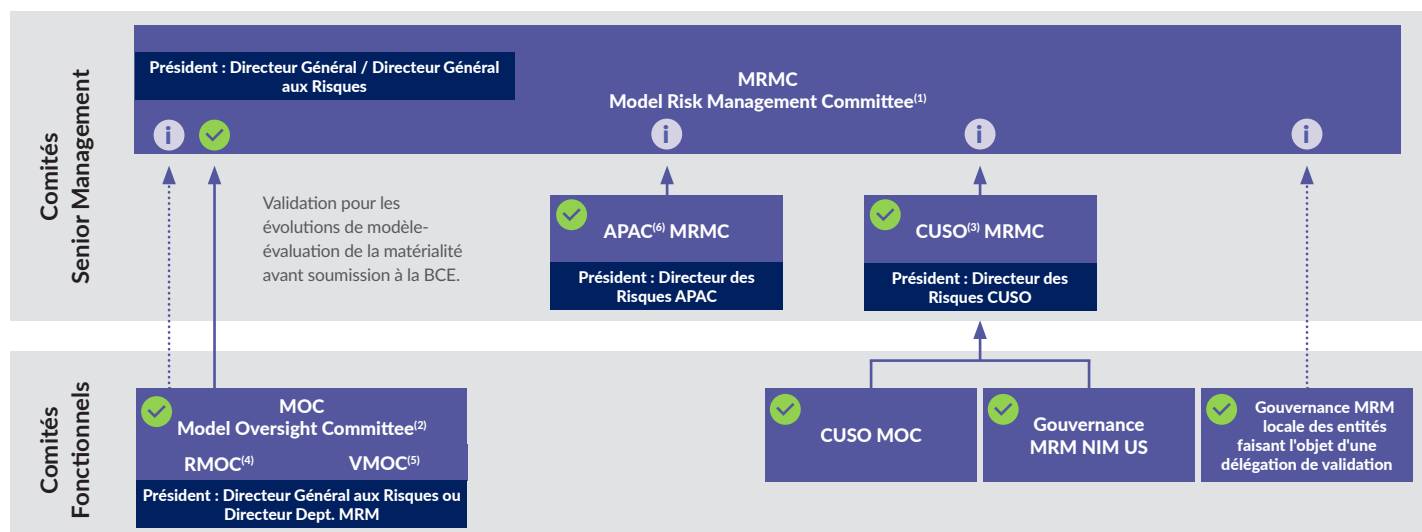 Comités
Senior Management
Président : Directeur Général / Directeur Général
aux Risques
MRMC
Model Risk Management Committee(1)
i
i
i
i
Validation pour les
évolutions de modèle-
évaluation de la matérialité
avant soumission à la BCE.
APAC(6) MRMC
Président : Directeur des
Risques APAC
CUSO(3) MRMC
Président : Directeur des
Risques CUSO
Comités
Fonctionnels
MOC
Model Oversight Committee(2)
RMOC(4) VMOC(5)
Président : Directeur Général aux Risques ou
Directeur Dept. MRM
CUSO MOC
Gouvernance
MRM NIM US
Gouvernance MRM
locale des entités
faisant l'objet d'une
délégation de validation